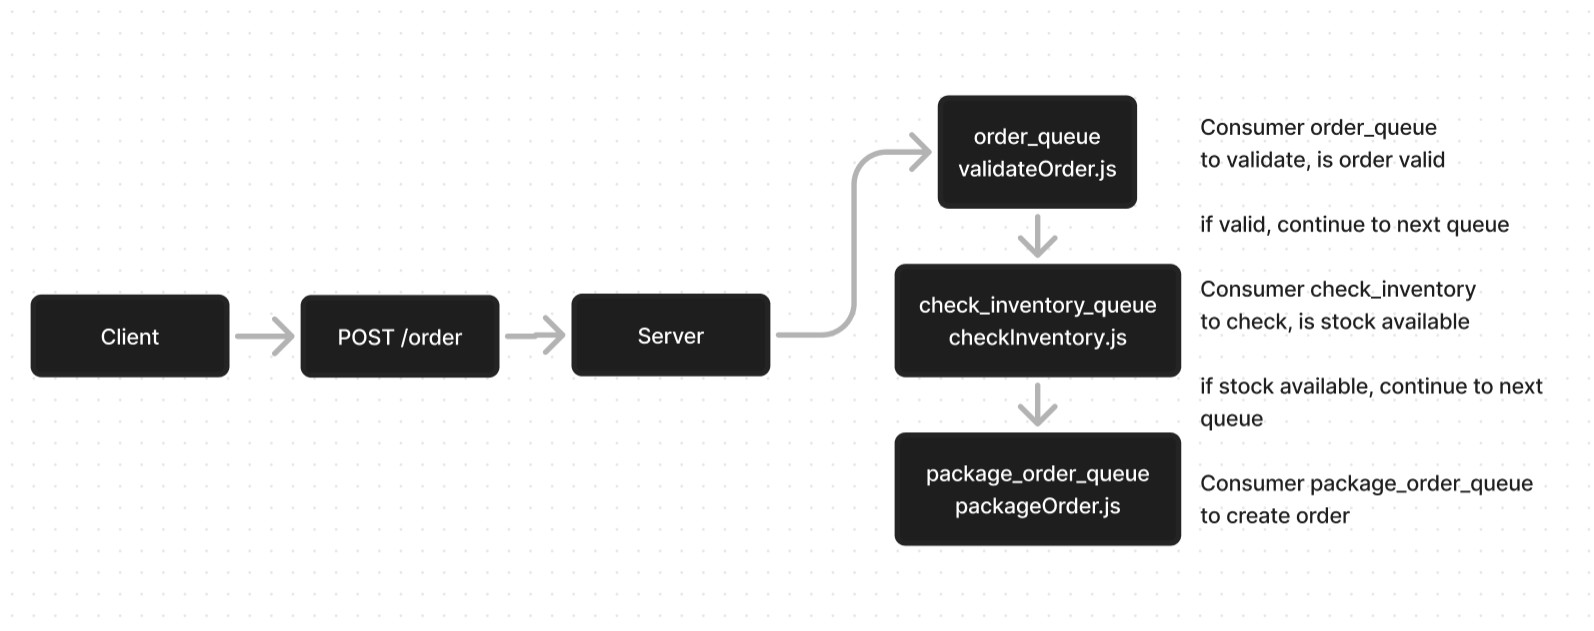 Client
POST /order
Server
order_queue
validateOrder.js
check_inventory_queue
checkInventory.js
package_order_queue
packageOrder.js
Consumer order_queue
to validate, is order valid
if valid, continue to next queue
Consumer check_inventory
to check, is stock available
if stock available, continue to next
queue
Consumer package_order_queue
to create order